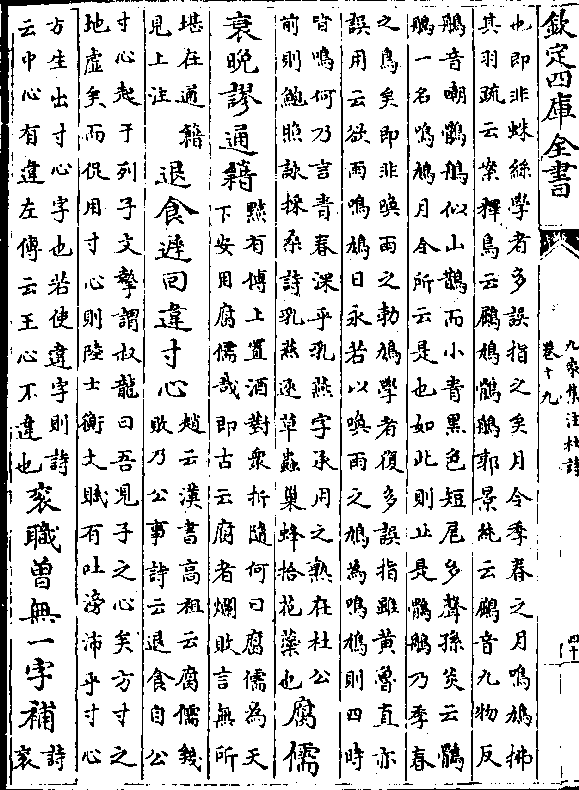 欽定四庫全書
九家集注杜詩
卷十九
四十一
也即非蛛絲學者多誤指之矣月令季春之月鳴鳩拂
其羽疏云案釋鳥云鶌鳩鶻鵃郭景純云鶌音九物反
鵃音嘲鶻鵃似山鵲而小青黑色短尾多聲孫炎云鶻
鵃一名鳴鳩月令所云是也如此則止是鶻鵃乃季春
之鳥矣即非喚雨之勃鳩學者復多誤指雖黄魯直亦
誤用云欲雨鳴鳩日永若以喚雨之鳩為鳴鳩則四時
皆鳴何乃言青春深乎乳燕字承用之熟在杜公
前則鮑照詠採桑詩乳燕逐草蟲巢蜂拾花蘂也
腐儒
衰晚謬通籍
黥布傳上置酒對衆折隨何曰腐儒為天
下安用腐儒哉即古云腐者爛敗言無所
堪在通籍
見上注
退食遲回違寸心
趙云漢書高祖云腐儒幾
敗乃公事詩云退食自公
寸心起于列子文摯謂叔龍曰吾見子之心矣方寸之
地虚矣而侃用寸心則陸士衡文賦有吐滂沛乎寸心
方生出寸心字也若使違字則詩
云中心有違左傳云王心不違也
袞職曾無一字補
詩
袞